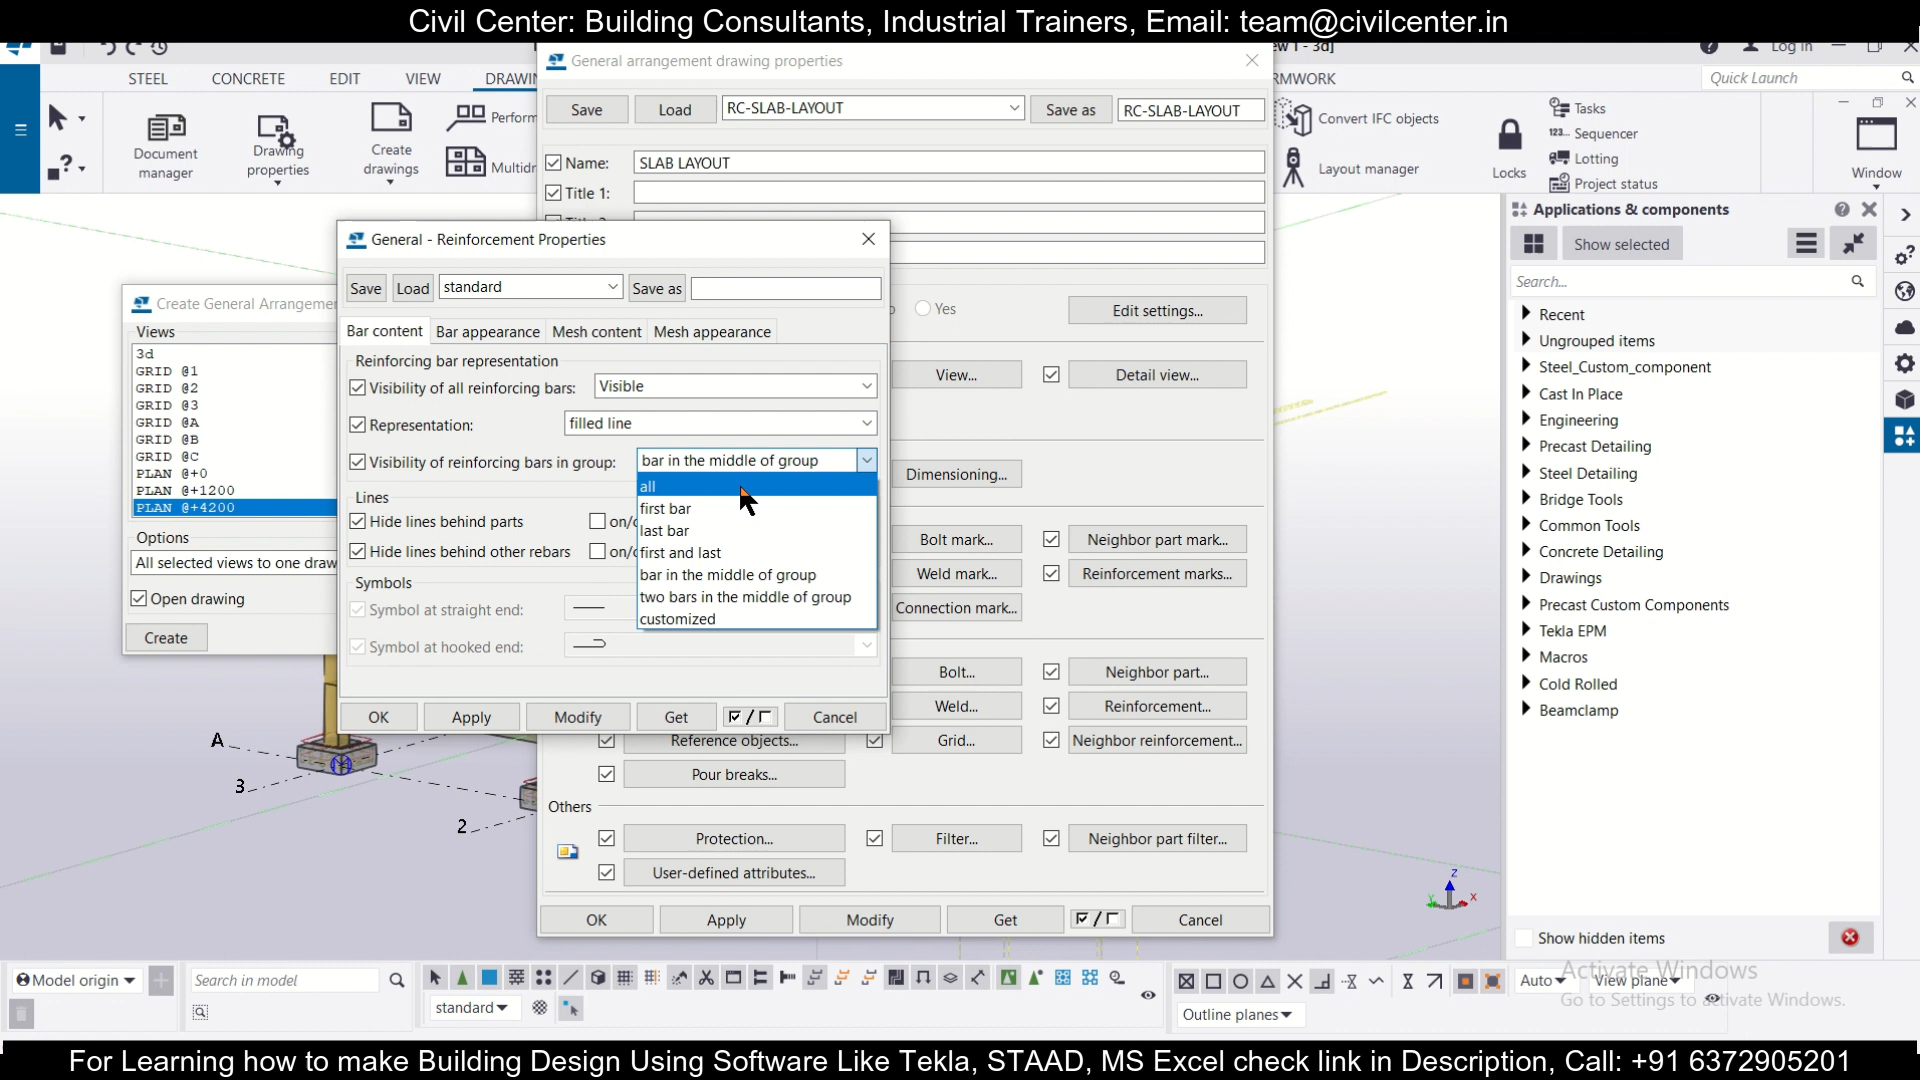 Civil Center: Building Consultants, Industrial Trainers, Email: team@civilcenter.in
Log in
STEEL
CONCRETE
EDIT
VIEW
Quick Launch
Document manager
Drawing properties
Create drawings
Convert IFC objects
Layout manager
Locks
Tasks
Sequencer
Lotting
Project status
Window
General arrangement drawing properties
Save
Load
RC-SLAB-LAYOUT
Save as
RC-SLAB-LAYOUT
Name:
SLAB LAYOUT
Title 1:
Yes
Edit settings...
View...
Detail view...
Dimensioning...
Bolt mark...
Neighbor part mark...
Weld mark...
Reinforcement marks...
Connection mark...
Bolt...
Neighbor part...
Weld...
Reinforcement...
Reference objects...
Grid...
Neighbor reinforcement...
Pour breaks...
Others
Protection...
Filter...
Neighbor part filter...
User-defined attributes...
OK
Apply
Modify
Get
Cancel
General - Reinforcement Properties
Save
Load
standard
Save as
Bar content
Bar appearance
Mesh content
Mesh appearance
Reinforcing bar representation
Visibility of all reinforcing bars:
Visible
Representation:
filled line
Visibility of reinforcing bars in group:
bar in the middle of group
all
first bar
last bar
first and last
bar in the middle of group
two bars in the middle of group
customized
Lines
Hide lines behind parts
Hide lines behind other rebars
Symbols
Symbol at straight end:
Symbol at hooked end:
OK
Apply
Modify
Get
Cancel
Views
3d
GRID @1
GRID @2
GRID @3
GRID @A
GRID @B
GRID @C
PLAN @+0
PLAN @+1200
PLAN @+4200
Options
Open drawing
Create
A
3
2
Z
X
Applications & components
Show selected
Search...
Recent
Ungrouped items
Steel_Custom_component
Cast In Place
Engineering
Precast Detailing
Steel Detailing
Bridge Tools
Common Tools
Concrete Detailing
Drawings
Precast Custom Components
Tekla EPM
Macros
Cold Rolled
Beamclamp
Show hidden items
Model origin
Search in model
standard
Auto
View plane
Outline planes
Activate Windows
Go to Settings to activate Windows.
For Learning how to make Building Design Using Software Like Tekla, STAAD, MS Excel check link in Description, Call: +91 6372905201